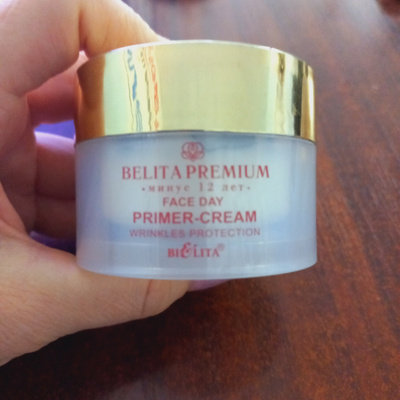 BELITA PREMIUM
• минус 12 лет •
FACE DAY
PRIMER-CREAM
WRINKLES PROTECTION
BIELITA®